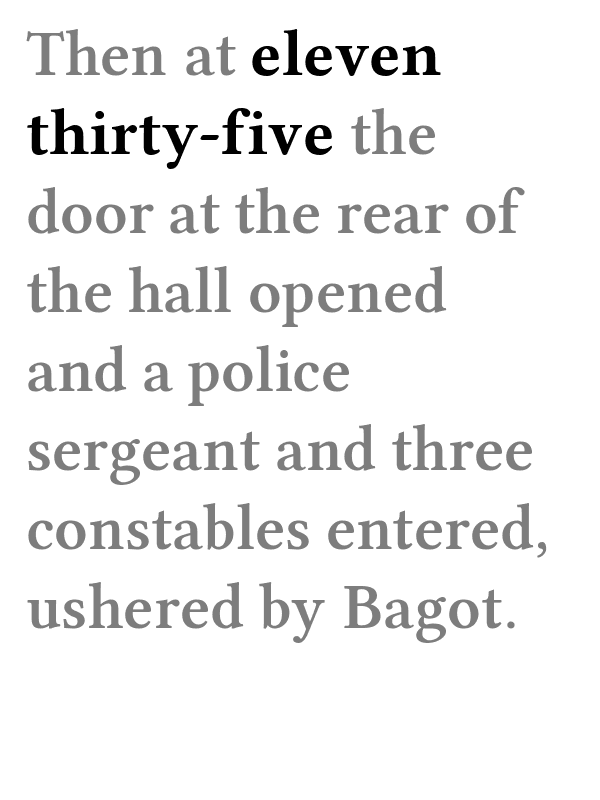 Then at eleven
thirty-five the
door at the rear of
the hall opened
and a police
sergeant and three
constables entered,
ushered by Bagot.